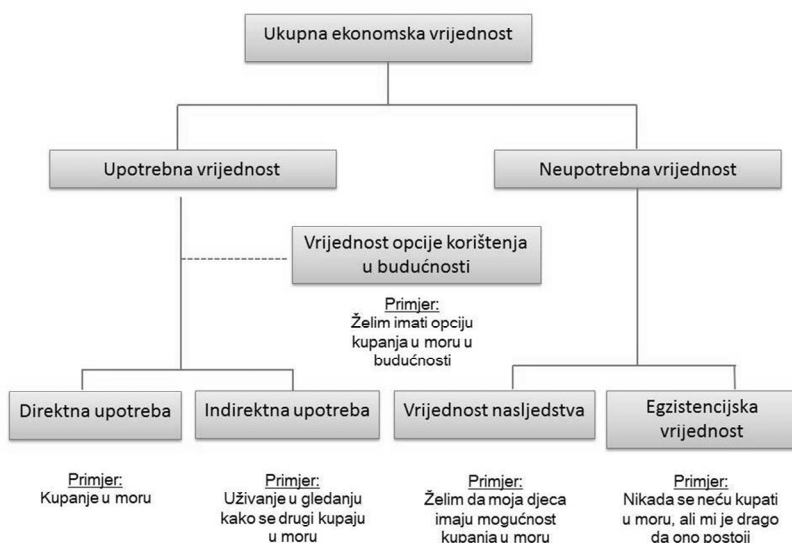 Ukupna ekonomska vrijednost
Upotrebna vrijednost
Neupotrebna vrijednost
Vrijednost opcije korištenja
u budućnosti
Primjer:
Želim imati opciju
kupanja u moru u
budućnosti
Direktna upotreba
Indirektna upotreba
Vrijednost nasljedstva
Egzistencijska
vrijednost
Primjer:
Kupanje u moru
Primjer:
Uživanje u gledanju
kako se drugi kupaju
u moru
Primjer:
Želim da moja djeca
imaju mogućnost
kupanja u moru
Primjer:
Nikada se neću kupati
u moru, ali mi je drago
da ono postoji